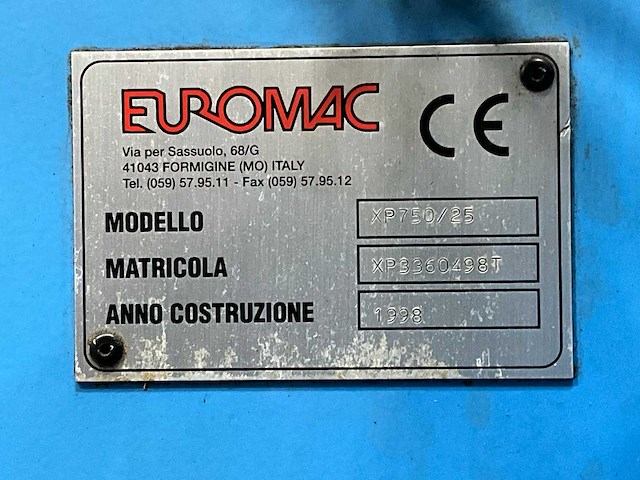 EUROMAC CE
Via per Sassuolo, 68/G
41043 FORMIGINE (MO) ITALY
Tel. (059) 57.95.11 - Fax (059) 57.95.12
MODELLO XP750/25
MATRICOLA XP3360498T
ANNO COSTRUZIONE 1998